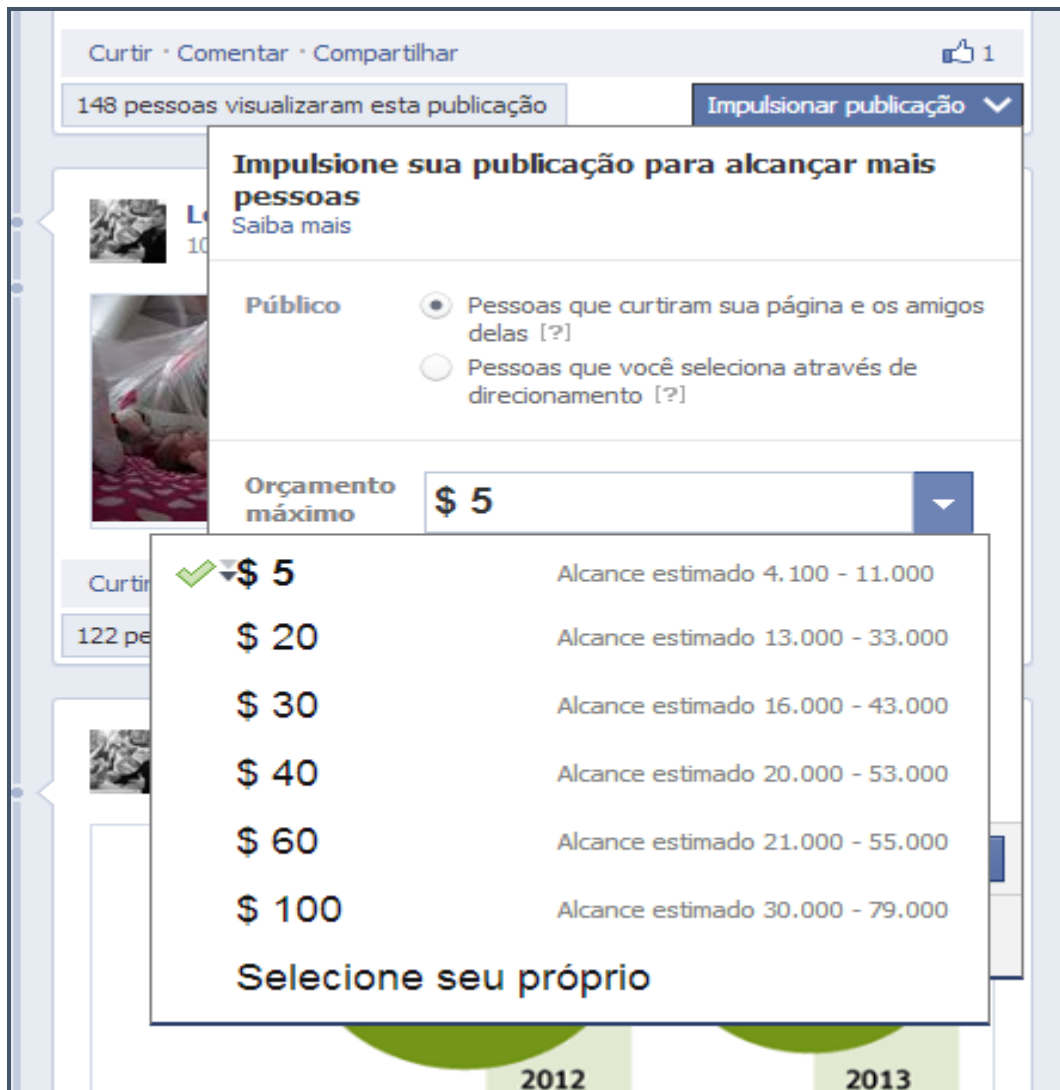 Curtir · Comentar · Compartilhar
1
148 pessoas visualizaram esta publicação
Impulsionar publicação
Impulsione sua publicação para alcançar mais
pessoas
Saiba mais
Público
Pessoas que curtiram sua página e os amigos
delas [?]
Pessoas que você seleciona através de
direcionamento [?]
Orçamento
máximo
$ 5
$ 5 Alcance estimado 4.100 - 11.000
$ 20 Alcance estimado 13.000 - 33.000
$ 30 Alcance estimado 16.000 - 43.000
$ 40 Alcance estimado 20.000 - 53.000
$ 60 Alcance estimado 21.000 - 55.000
$ 100 Alcance estimado 30.000 - 79.000
Selecione seu próprio
Curtir
122
2012
2013